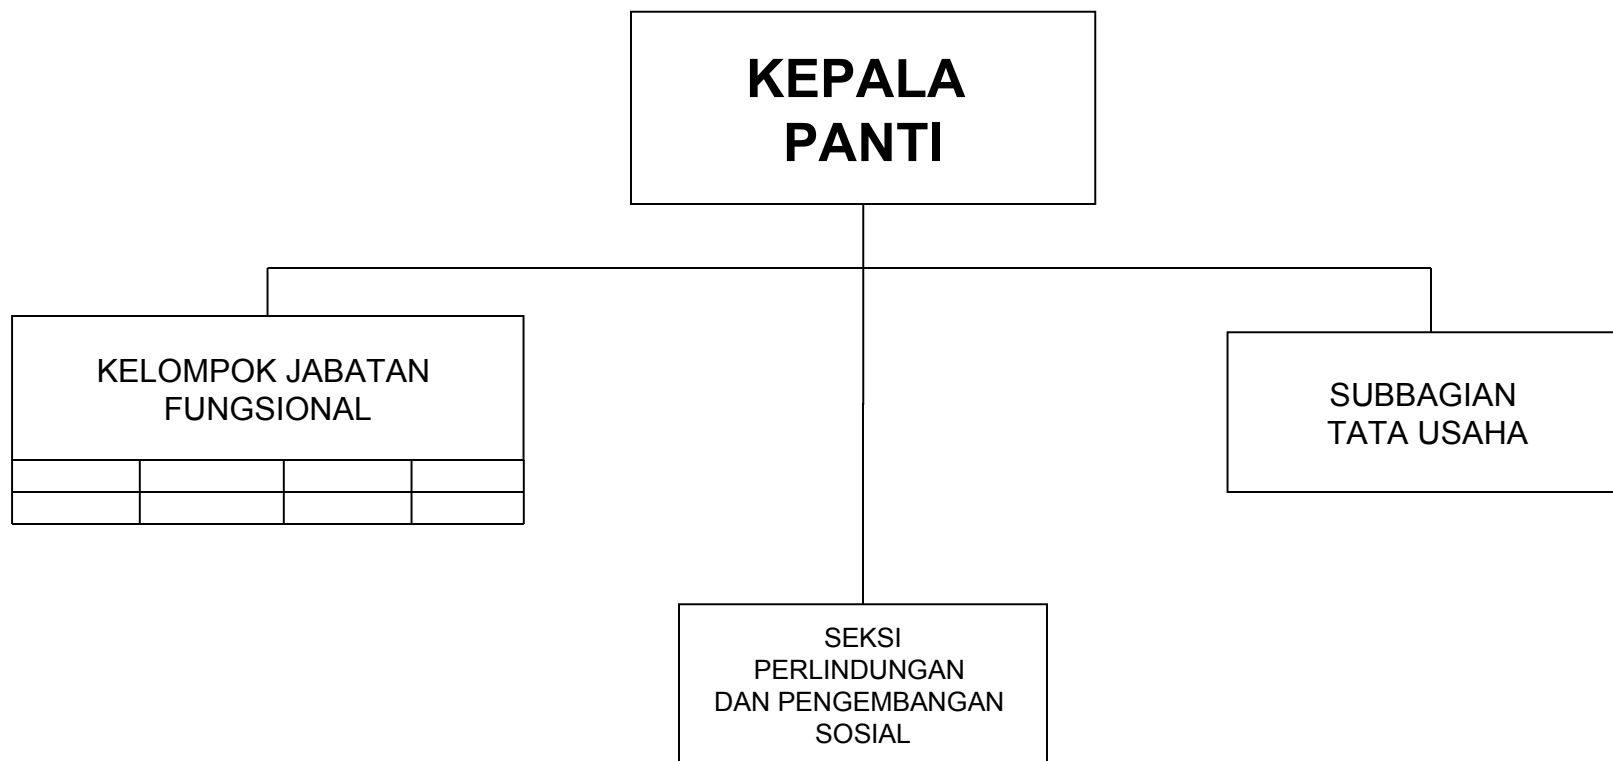 KEPALA
PANTI
KELOMPOK JABATAN
FUNGSIONAL
SUBBAGIAN
TATA USAHA
SEKSI
PERLINDUNGAN
DAN PENGEMBANGAN
SOSIAL